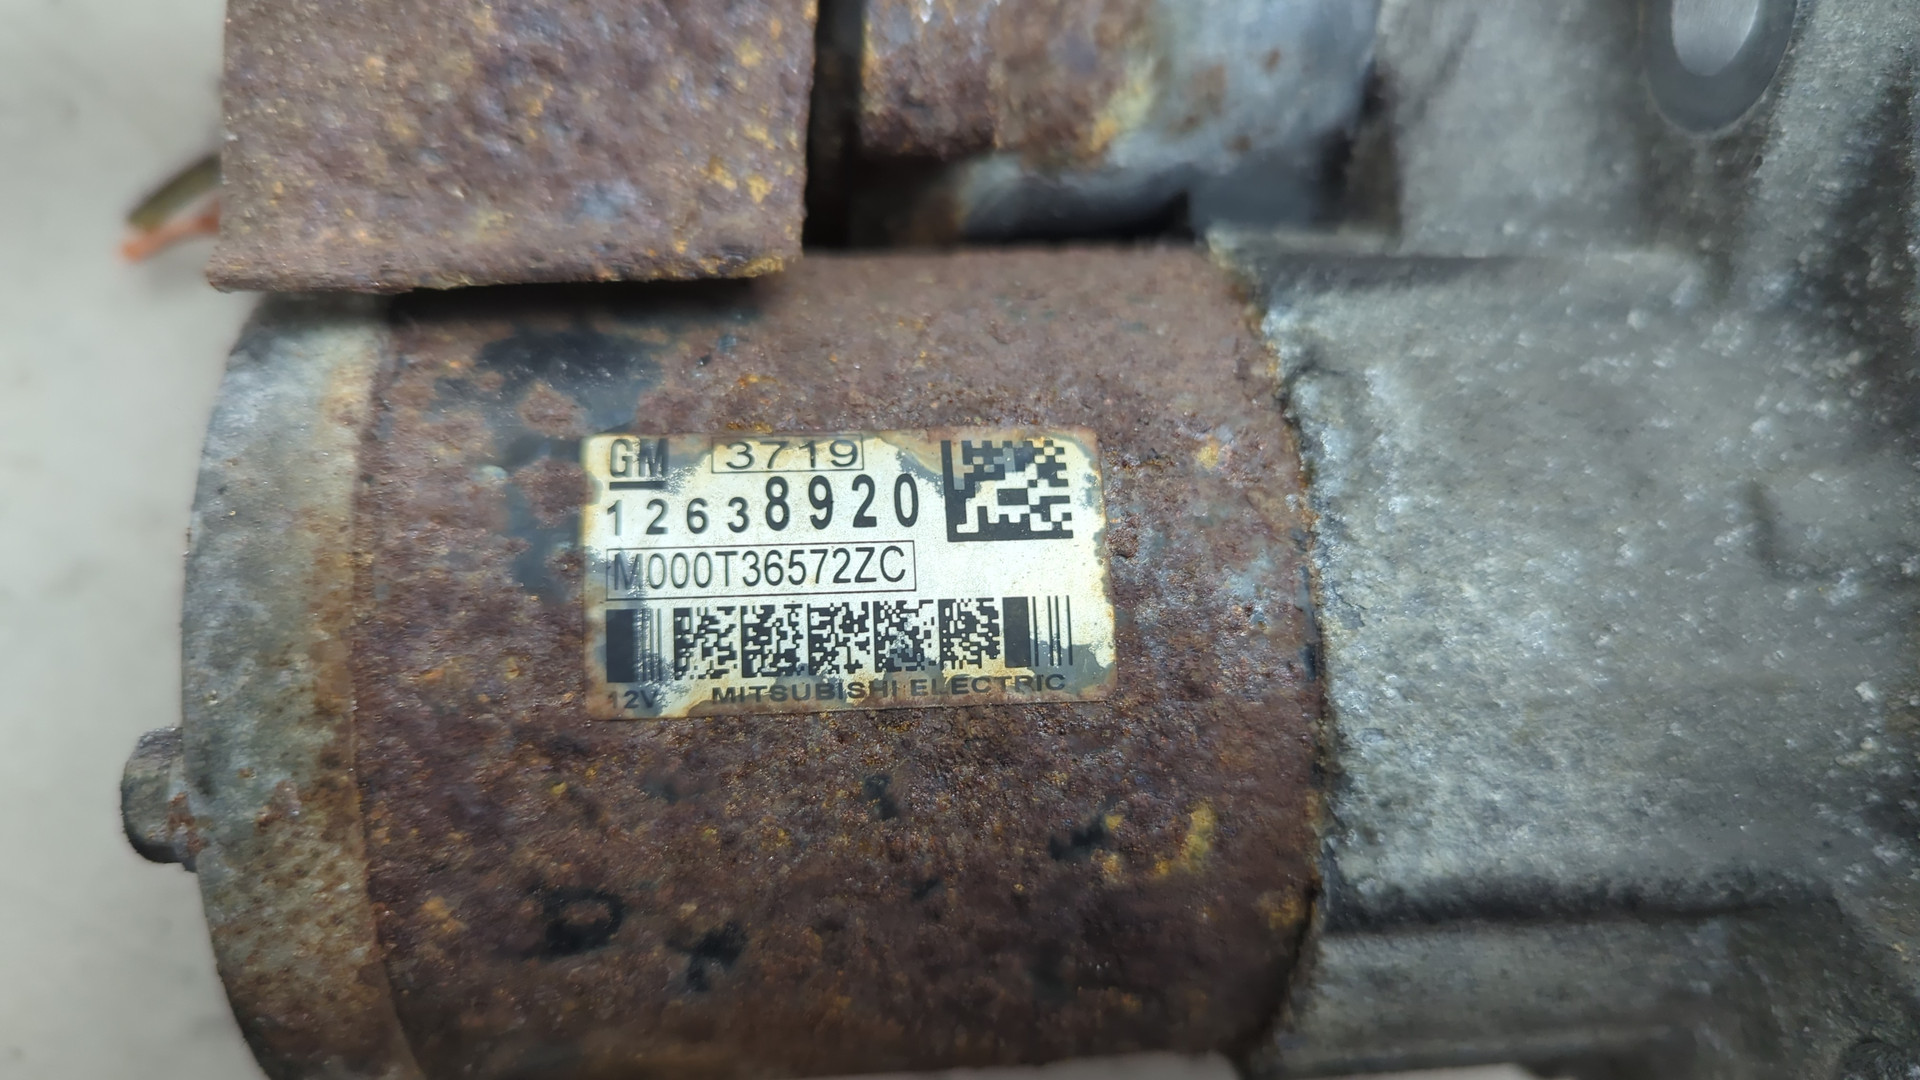 GM 3719
12638920
M000T36572ZC
12V MITSUBISHI ELECTRIC